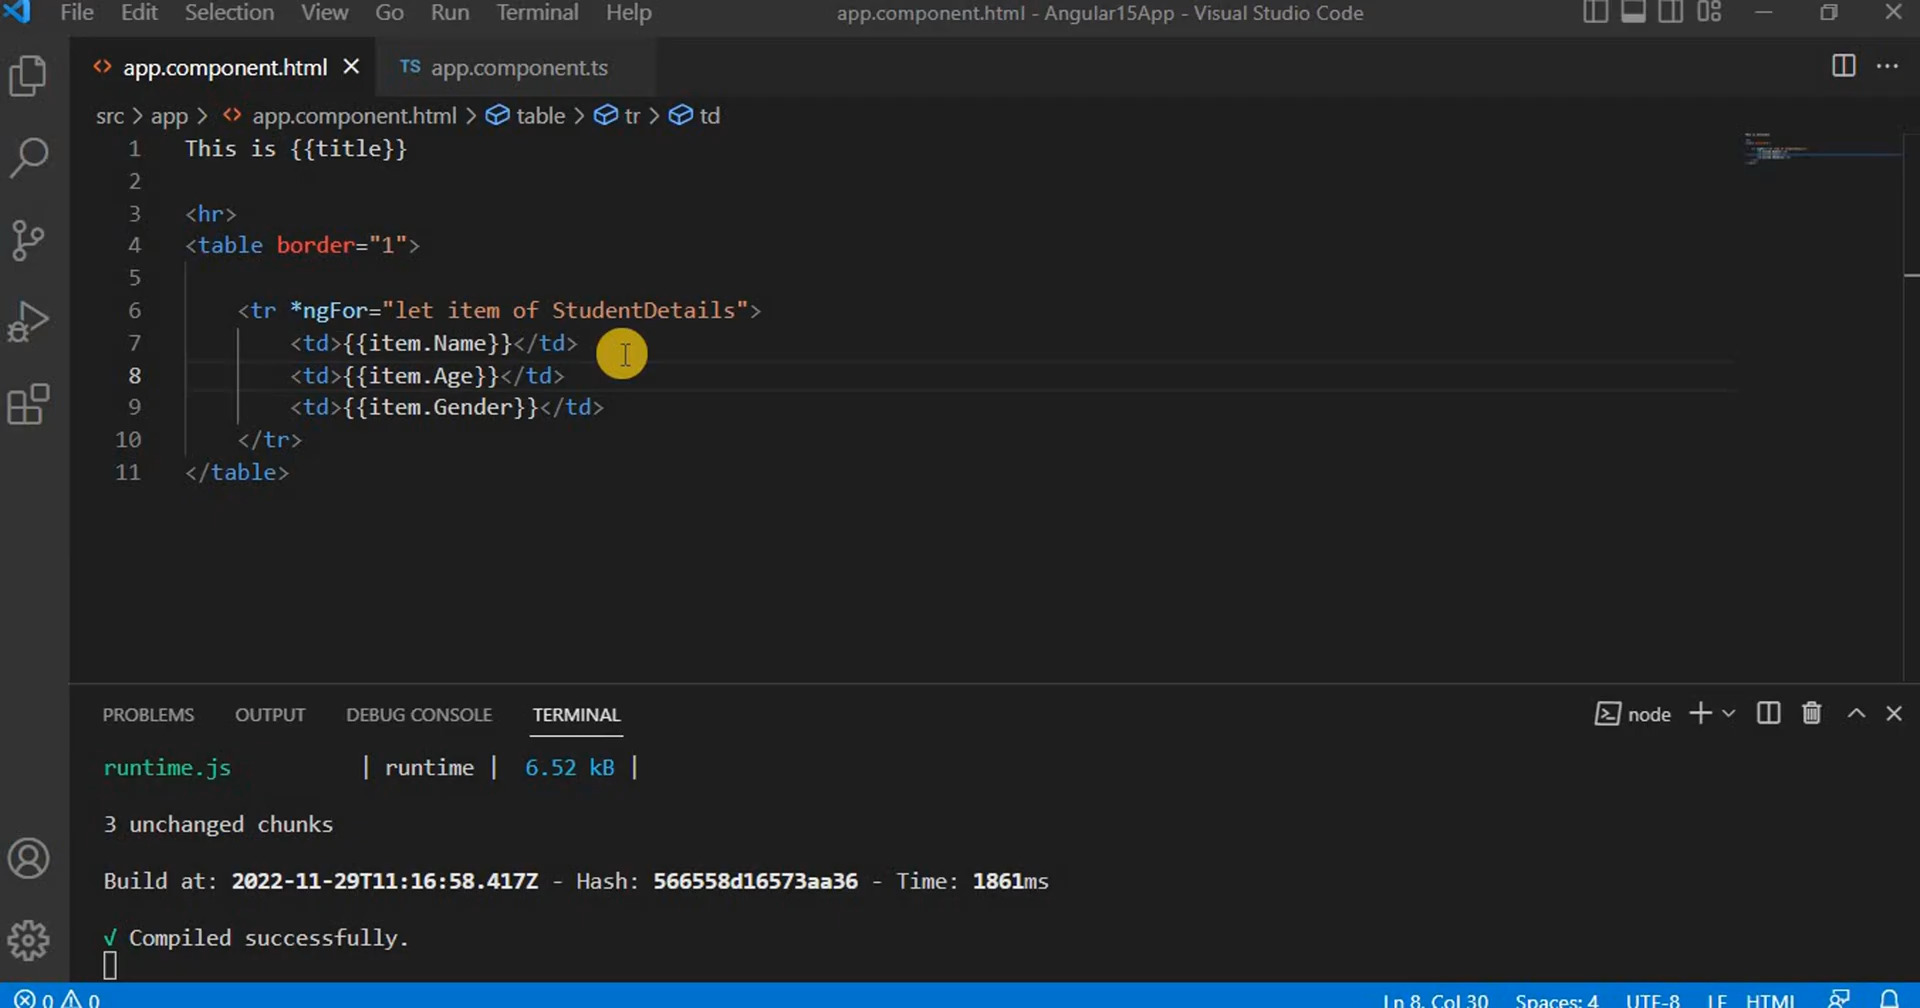 File Edit Selection View Go Run Terminal Help app.component.html - Angular15App - Visual Studio Code
app.component.html TS app.component.ts
src > app > app.component.html > table > tr > td
1 This is {{title}}
2
3 <hr>
4 <table border="1">
5
6 <tr *ngFor="let item of StudentDetails">
7 <td>{{item.Name}}</td>
8 <td>{{item.Age}}</td>
9 <td>{{item.Gender}}</td>
10 </tr>
11 </table>
PROBLEMS OUTPUT DEBUG CONSOLE TERMINAL node
runtime.js | runtime | 6.52 kB |
3 unchanged chunks
Build at: 2022-11-29T11:16:58.417Z - Hash: 566558d16573aa36 - Time: 1861ms
√ Compiled successfully.
0 0 Ln 8, Col 30 Spaces: 4 UTF-8 LF HTML